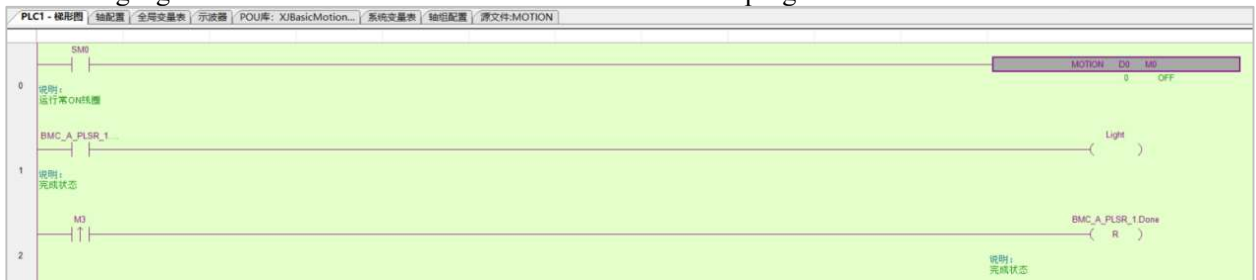 PLC1 - 梯形图 轴配置 全局变量表 示波器 POU库: XJBasicMotion... 系统变量表 轴组配置 源文件:MOTION
SM0
MOTION D0 M0
0 OFF
0
说明:
运行常ON线圈
BMC_A_PLSR_1....
Light
1
说明:
完成状态
M3
BMC_A_PLSR_1.Done
R
2
说明:
完成状态